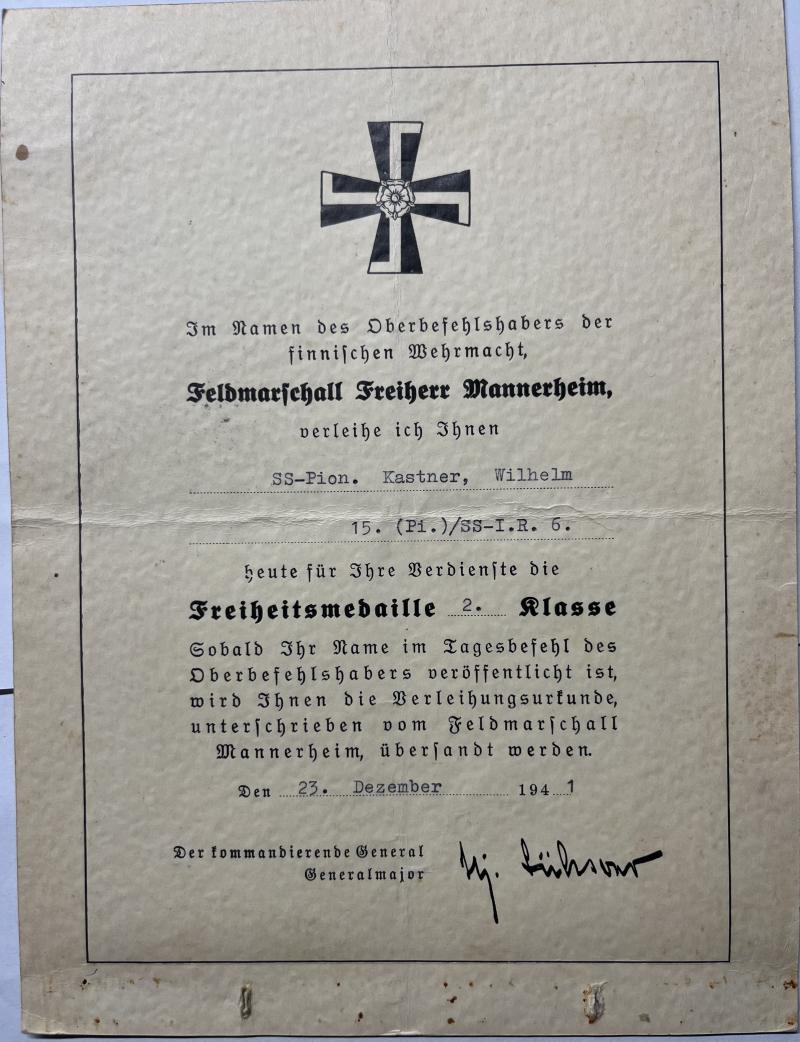 Im Namen des Oberbefehlshabers der
finnischen Wehrmacht,
Feldmarschall Freiherr Mannerheim,
verleihe ich Ihnen
SS-Pion. Kastner, Wilhelm
15. (Pi.)/SS-I.R. 6.
heute für Ihre Verdienste die
Freiheitsmedaille 2. Klasse
Sobald Ihr Name im Tagesbefehl des
Oberbefehlshabers veröffentlicht ist,
wird Ihnen die Verleihungsurkunde,
unterschrieben vom Feldmarschall
Mannerheim, übersandt werden.
Den 23. Dezember 1941
Der kommandierende General
Generalmajor